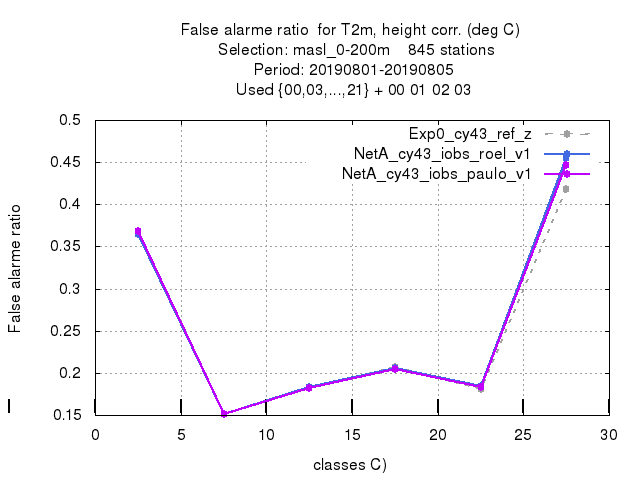 False alarme ratio  for T2m, height corr. (deg C)
Selection: masl_0-200m    845 stations
Period: 20190801-20190805
Used {00,03,...,21} + 00 01 02 03
Exp0_cy43_ref_z
NetA_cy43_iobs_roel_v1
NetA_cy43_iobs_paulo_v1
False alarme ratio
0.5
0.45
0.4
0.35
0.3
0.25
0.2
0.15
0 5 10 15 20 25 30
classes C)